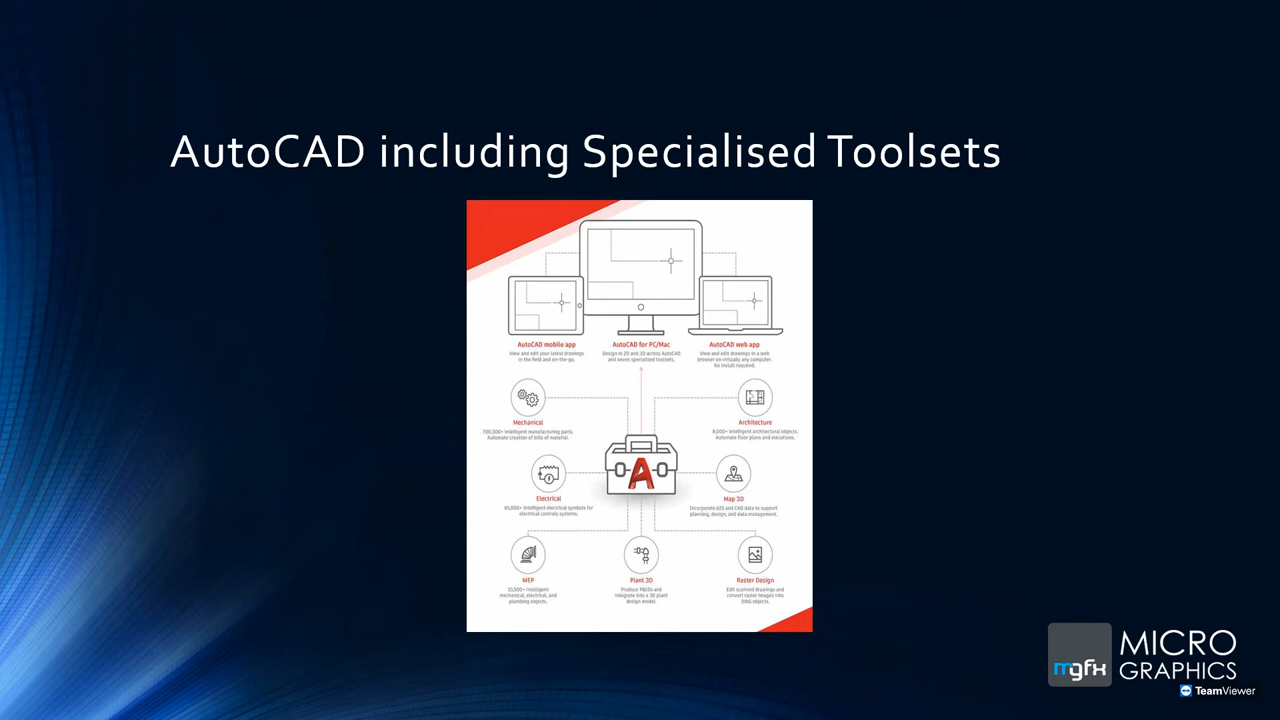 AutoCAD including Specialised Toolsets
AutoCAD mobile app
View and edit your latest drawings
in the field and on-the-go.
AutoCAD for PC/Mac
Design in 2D and 3D across AutoCAD
and seven specialized toolsets.
AutoCAD web app
View and edit drawings in a web
browser on virtually any computer.
No install required.
Mechanical
700,000+ intelligent manufacturing parts.
Automate creation of bills of material.
Architecture
8,000+ intelligent architectural objects.
Automate floor plans and elevations.
A
Electrical
65,000+ intelligent electrical symbols for
electrical controls systems.
Map 3D
Incorporate GIS and CAD data to support
planning, design, and data management.
MEP
10,500+ intelligent
mechanical, electrical, and
plumbing objects.
Plant 3D
Produce P&IDs and
integrate into a 3D plant
design model.
Raster Design
Edit scanned drawings and
convert raster images into
DWG objects.
mgfx
MICRO
GRAPHICS
TeamViewer